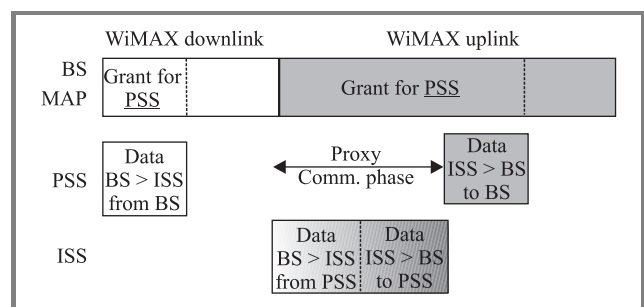 WiMAX downlink WiMAX uplink
BS
MAP
Grant for
PSS
Grant for PSS
PSS
Data
BS > ISS
from BS
Proxy
Comm. phase
Data
ISS > BS
to BS
ISS
Data
BS > ISS
from PSS
Data
ISS > BS
to PSS